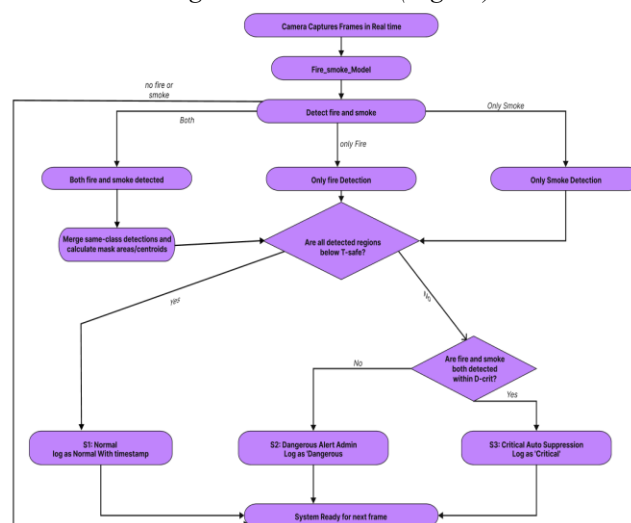 Camera Captures Frames in Real time
Fire_smoke_Model
no fire or
smoke
Detect fire and smoke
Both
only Fire
Only Smoke
Both fire and smoke detected
Only fire Detection
Only Smoke Detection
Merge same-class detections and
calculate mask areas/centroids
Are all detected regions
below T-safe?
Yes
No
Are fire and smoke
both detected
within D-crit?
No
Yes
S1: Normal
log as Normal With timestamp
S2: Dangerous Alert Admin
Log as 'Dangerous
S3: Critical Auto Suppression
Log as 'Critical'
System Ready for next frame